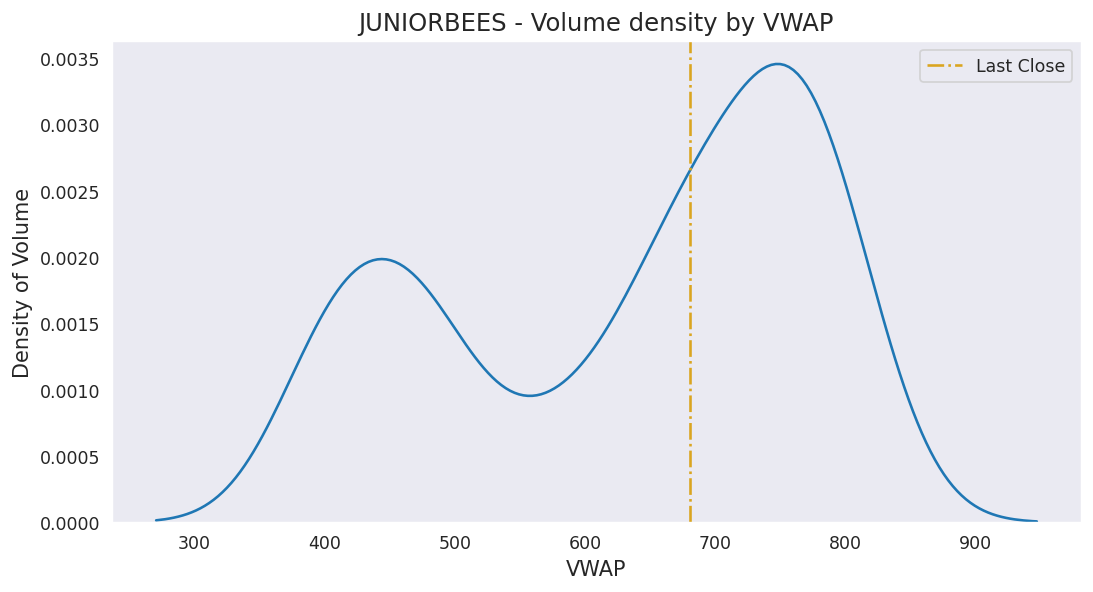 JUNIORBEES - Volume density by VWAP
Last Close
Density of Volume
0.0035
0.0030
0.0025
0.0020
0.0015
0.0010
0.0005
0.0000
300 400 500 600 700 800 900
VWAP